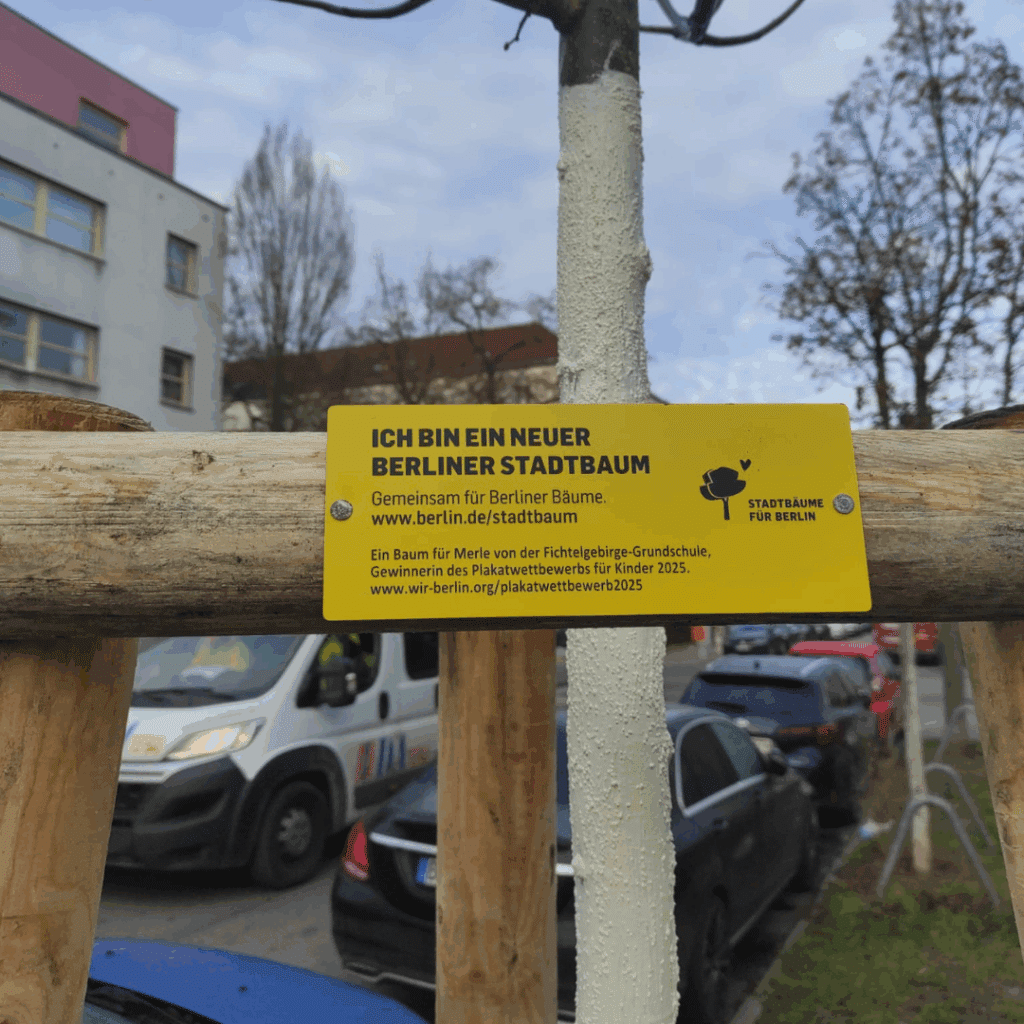 ICH BIN EIN NEUER
BERLINER STADTBAUM
Gemeinsam für Berliner Bäume.
www.berlin.de/stadtbaum
STADTBÄUME
FÜR BERLIN
Ein Baum für Merle von der Fichtelgebirge-Grundschule,
Gewinnerin des Plakatwettbewerbs für Kinder 2025.
www.wir-berlin.org/plakatwettbewerb2025